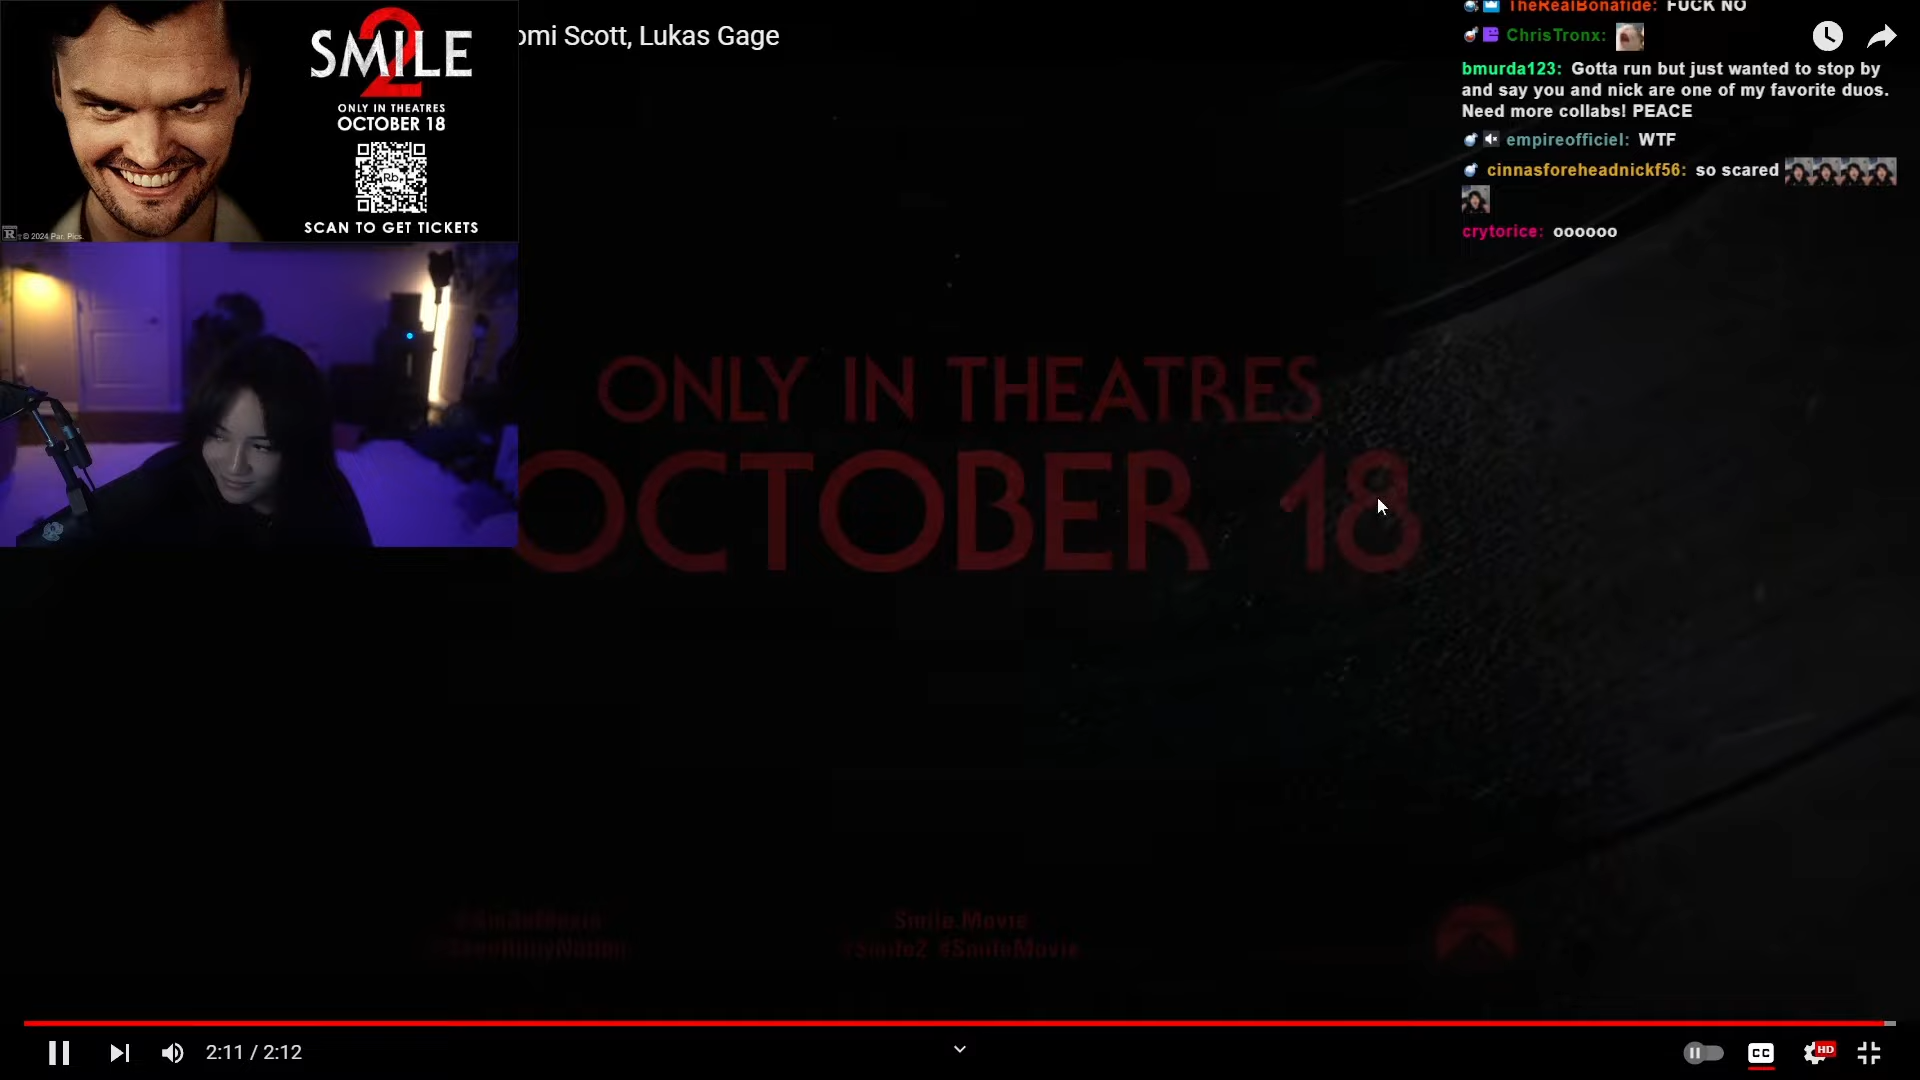 SMILE
2
ONLY IN THEATRES
OCTOBER 18
Rb.
SCAN TO GET TICKETS
R
© 2024 Par. Pics.
omi Scott, Lukas Gage
TheRealBonafide: FUCK NO
ChrisTronx:
bmurda123: Gotta run but just wanted to stop by
and say you and nick are one of my favorite duos.
Need more collabs! PEACE
empireofficiel: WTF
cinnasforeheadnickf56: so scared
crytorice: oooooo
ONLY IN THEATRES
OCTOBER 18
Smile.Movie
#Smile2 #SmileMovie
2:11 / 2:12
CC
HD